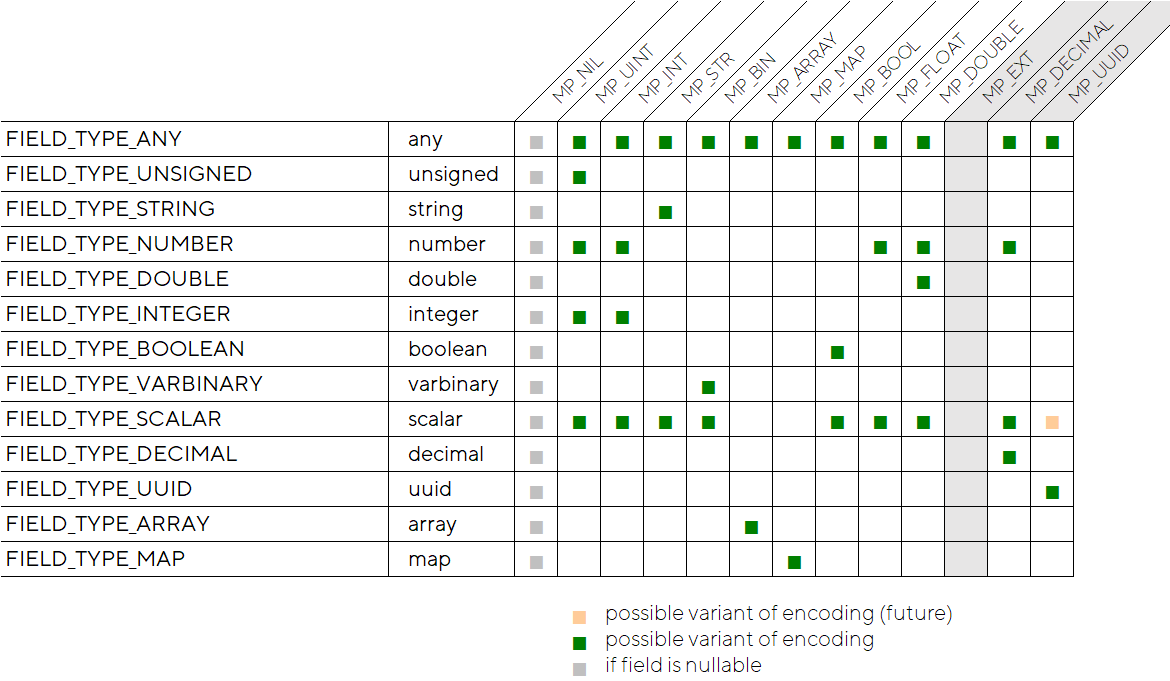 MP_NIL
MP_UINT
MP_INT
MP_STR
MP_BIN
MP_ARRAY
MP_MAP
MP_BOOL
MP_FLOAT
MP_DOUBLE
MP_EXT
MP_DECIMAL
MP_UUID
FIELD_TYPE_ANY any
FIELD_TYPE_UNSIGNED unsigned
FIELD_TYPE_STRING string
FIELD_TYPE_NUMBER number
FIELD_TYPE_DOUBLE double
FIELD_TYPE_INTEGER integer
FIELD_TYPE_BOOLEAN boolean
FIELD_TYPE_VARBINARY varbinary
FIELD_TYPE_SCALAR scalar
FIELD_TYPE_DECIMAL decimal
FIELD_TYPE_UUID uuid
FIELD_TYPE_ARRAY array
FIELD_TYPE_MAP map
possible variant of encoding (future)
possible variant of encoding
if field is nullable